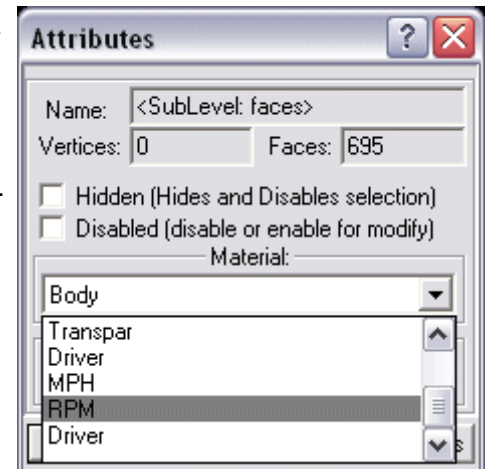 Attributes
?
Name: <SubLevel: faces>
Vertices: 0 Faces: 695
Hidden (Hides and Disables selection)
Disabled (disable or enable for modify)
Material:
Body
Transpar
Driver
MPH
RPM
Driver
s